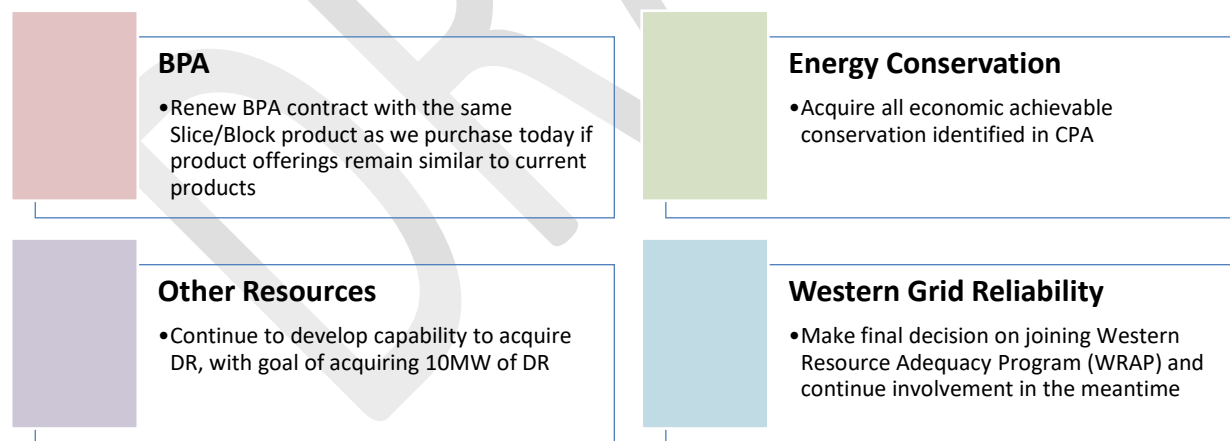 BPA
•Renew BPA contract with the same
Slice/Block product as we purchase today if
product offerings remain similar to current
products
Energy Conservation
•Acquire all economic achievable
conservation identified in CPA
Other Resources
•Continue to develop capability to acquire
DR, with goal of acquiring 10MW of DR
Western Grid Reliability
•Make final decision on joining Western
Resource Adequacy Program (WRAP) and
continue involvement in the meantime